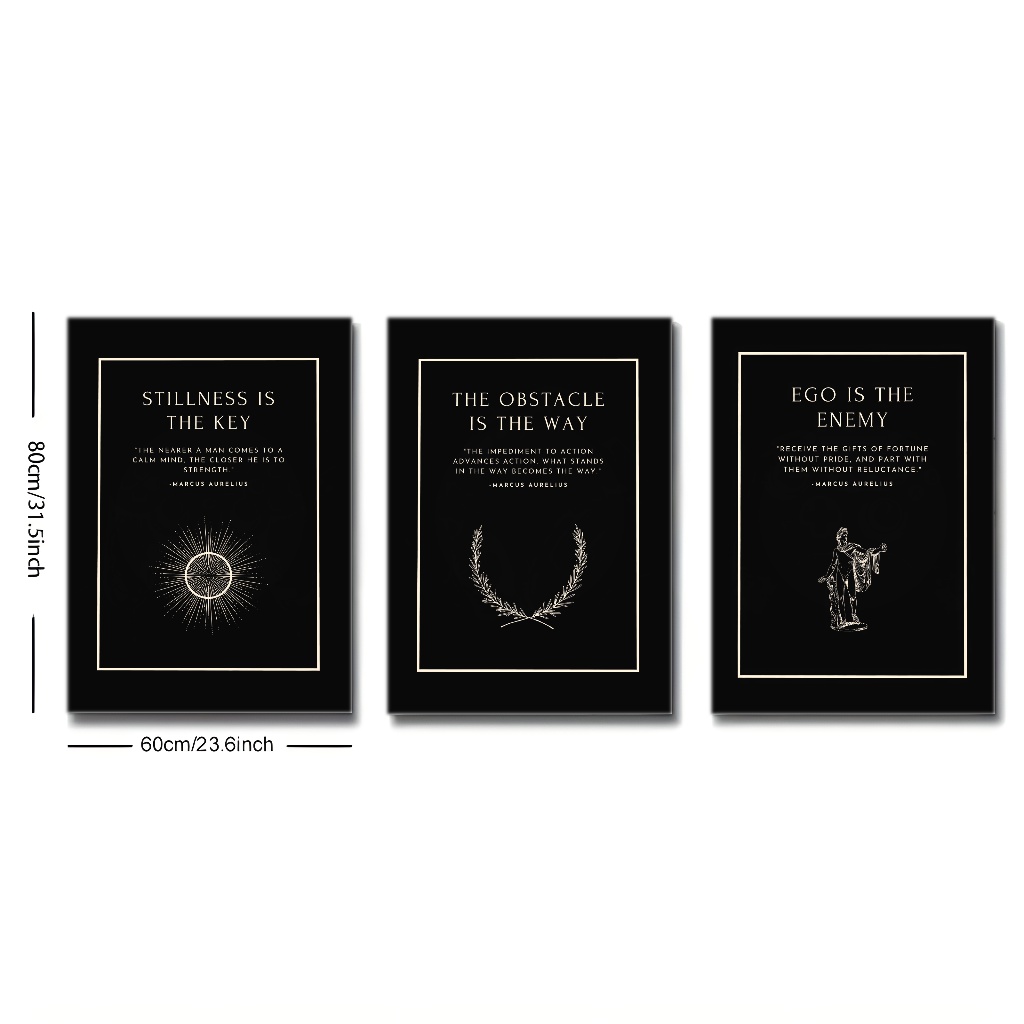 80cm/31.5inch
STILLNESS IS
THE KEY
"THE NEARER A MAN COMES TO A
CALM MIND, THE CLOSER HE IS TO
STRENGTH."
-MARCUS AURELIUS
THE OBSTACLE
IS THE WAY
"THE IMPEDIMENT TO ACTION
ADVANCES ACTION. WHAT STANDS
IN THE WAY BECOMES THE WAY."
-MARCUS AURELIUS
EGO IS THE
ENEMY
"RECEIVE THE GIFTS OF FORTUNE
WITHOUT PRIDE, AND PART WITH
THEM WITHOUT RELUCTANCE."
-MARCUS AURELIUS
60cm/23.6inch